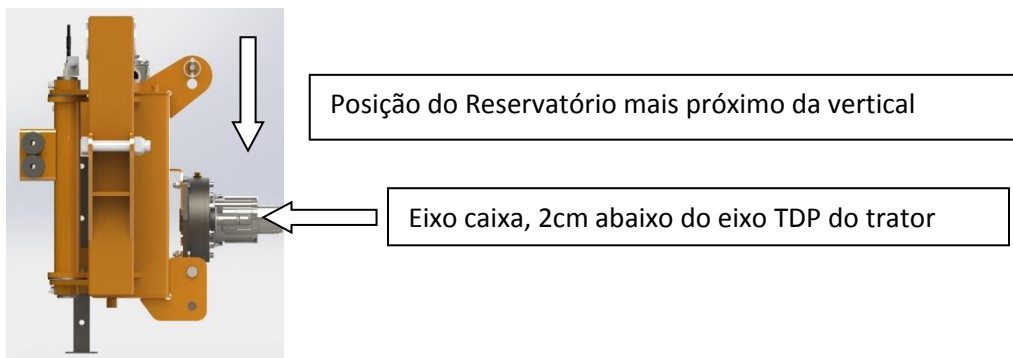 Posição do Reservatório mais próximo da vertical
Eixo caixa, 2cm abaixo do eixo TDP do trator